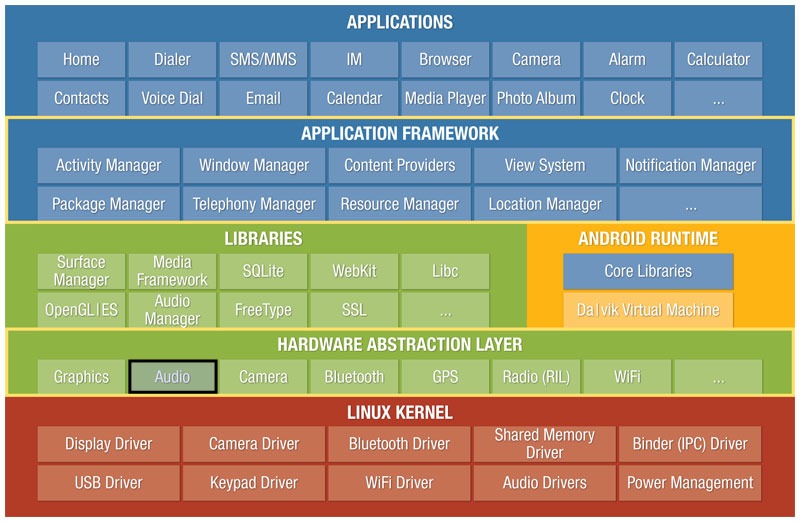 APPLICATIONS
Home Dialer SMS/MMS IM Browser Camera Alarm Calculator
Contacts Voice Dial Email Calendar Media Player Photo Album Clock ...
APPLICATION FRAMEWORK
Activity Manager Window Manager Content Providers View System Notification Manager
Package Manager Telephony Manager Resource Manager Location Manager ...
LIBRARIES
Surface
Manager
Media
Framework
SQLite WebKit Libc
OpenGL|ES
Audio
Manager
FreeType SSL ...
ANDROID RUNTIME
Core Libraries
Da|vik Virtual Machine
HARDWARE ABSTRACTION LAYER
Graphics Audio Camera Bluetooth GPS Radio (RIL) WiFi ...
LINUX KERNEL
Display Driver Camera Driver Bluetooth Driver
Shared Memory
Driver
Binder (IPC) Driver
USB Driver Keypad Driver WiFi Driver Audio Drivers Power Management